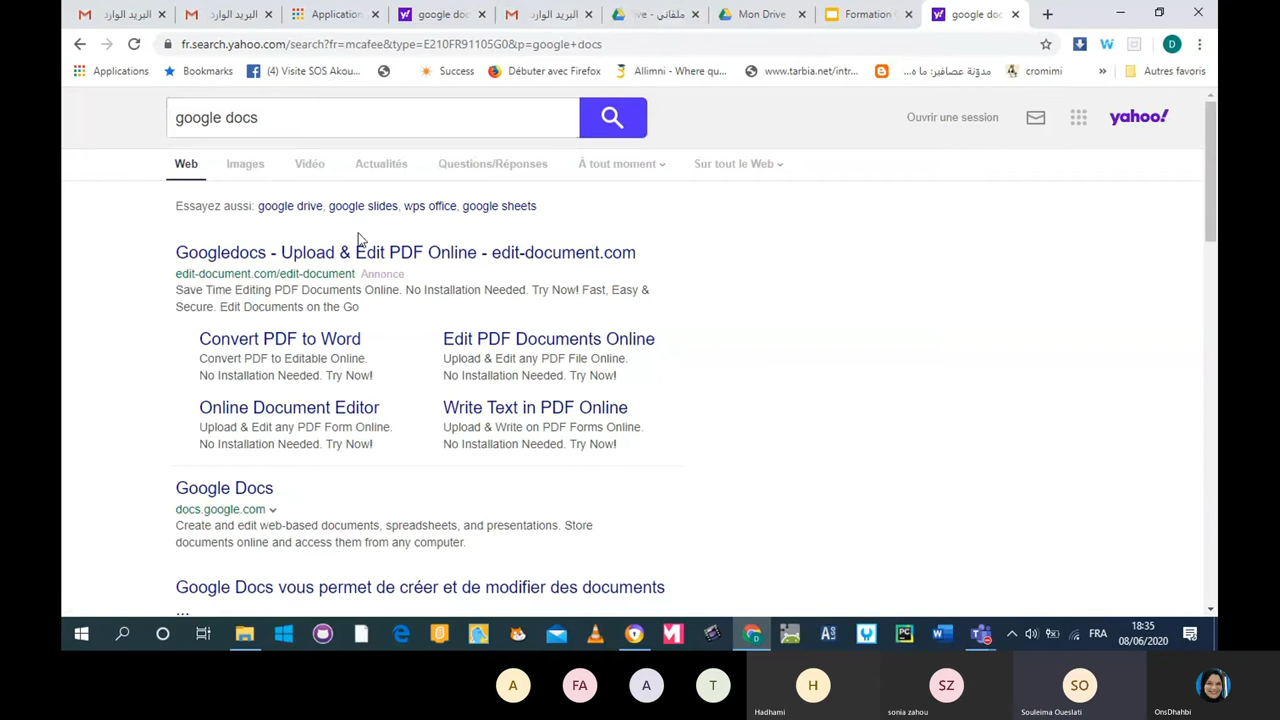 البريد الوارد
البريد الوارد
Application
google doc
البريد الوارد
ملفاتي - ive
Mon Drive
Formation
google doc
fr.search.yahoo.com/search?fr=mcafee&type=E210FR91105G0&p=google+docs
D
Applications
Bookmarks
(4) Visite SOS Akou...
Success
Débuter avec Firefox
Allimni - Where qu...
www.tarbia.net/intr...
مدوّنة عصافير: ما ه...
cromimi
»
Autres favoris
google docs
Ouvrir une session
yahoo!
Web
Images
Vidéo
Actualités
Questions/Réponses
À tout moment
Sur tout le Web
Essayez aussi: google drive, google slides, wps office, google sheets
Googledocs - Upload & Edit PDF Online - edit-document.com
edit-document.com/edit-document Annonce
Save Time Editing PDF Documents Online. No Installation Needed. Try Now! Fast, Easy &
Secure. Edit Documents on the Go
Convert PDF to Word
Convert PDF to Editable Online.
No Installation Needed. Try Now!
Edit PDF Documents Online
Upload & Edit any PDF File Online.
No Installation Needed. Try Now!
Online Document Editor
Upload & Edit any PDF Form Online.
No Installation Needed. Try Now!
Write Text in PDF Online
Upload & Write on PDF Forms Online.
No Installation Needed. Try Now!
Google Docs
docs.google.com
Create and edit web-based documents, spreadsheets, and presentations. Store
documents online and access them from any computer.
Google Docs vous permet de créer et de modifier des documents
...
FRA
18:35
08/06/2020
A
FA
A
T
H
Hadhami
SZ
sonia zahou
SO
Souleima Oueslati
OnsDhahbi